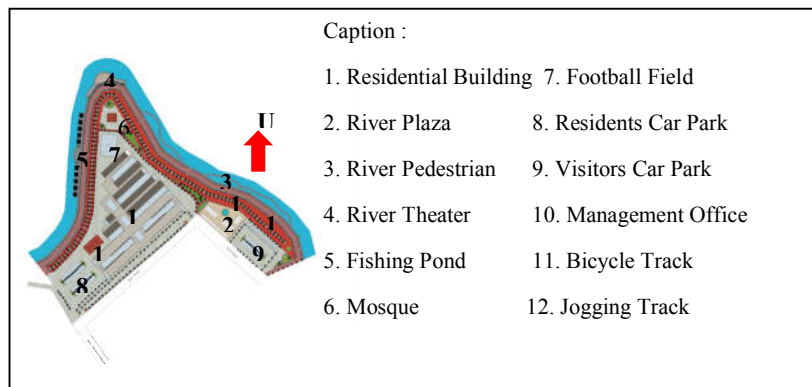 Caption :
1. Residential Building 7. Football Field
2. River Plaza 8. Residents Car Park
3. River Pedestrian 9. Visitors Car Park
4. River Theater 10. Management Office
5. Fishing Pond 11. Bicycle Track
6. Mosque 12. Jogging Track
U
4
6
7
5
3
1
1
2
1
9
1
8